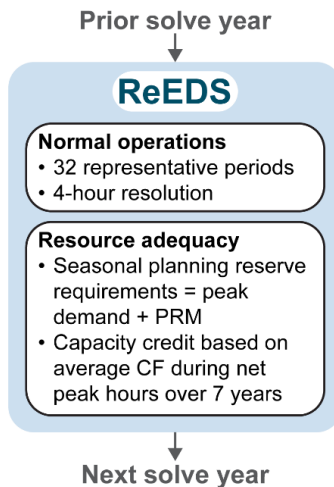 Prior solve year
ReEDS
Normal operations
• 32 representative periods
• 4-hour resolution
Resource adequacy
• Seasonal planning reserve
requirements = peak
demand + PRM
• Capacity credit based on
average CF during net
peak hours over 7 years
Next solve year